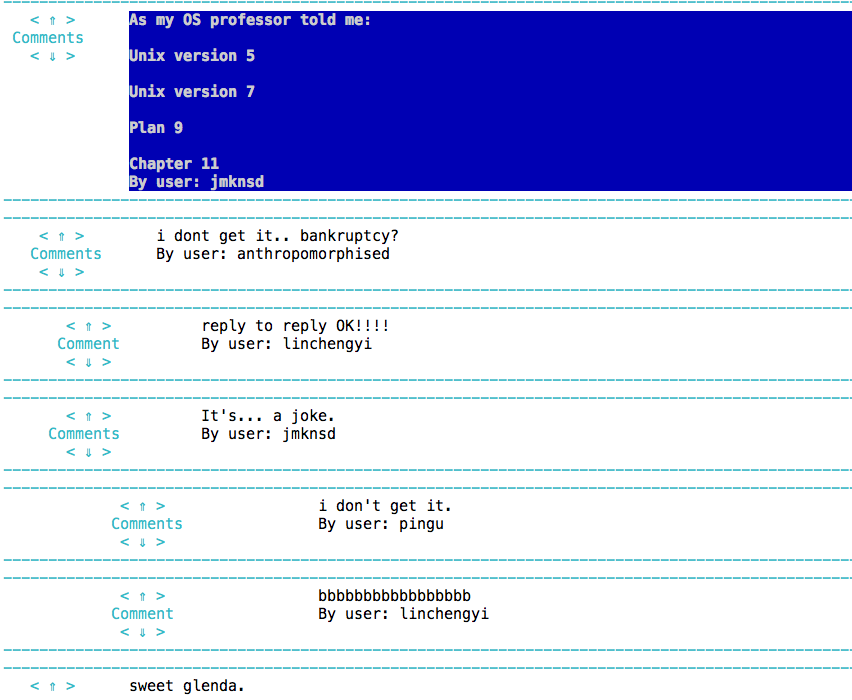 < ⇑ > As my OS professor told me:
Comments
< ⇓ > Unix version 5
Unix version 7
Plan 9
Chapter 11
By user: jmknsd
< ⇑ > i dont get it.. bankruptcy?
Comments By user: anthropomorphised
< ⇓ >
< ⇑ > reply to reply OK!!!!
Comment By user: linchengyi
< ⇓ >
< ⇑ > It's... a joke.
Comments By user: jmknsd
< ⇓ >
< ⇑ > i don't get it.
Comments By user: pingu
< ⇓ >
< ⇑ > bbbbbbbbbbbbbbbbb
Comment By user: linchengyi
< ⇓ >
< ⇑ > sweet glenda.